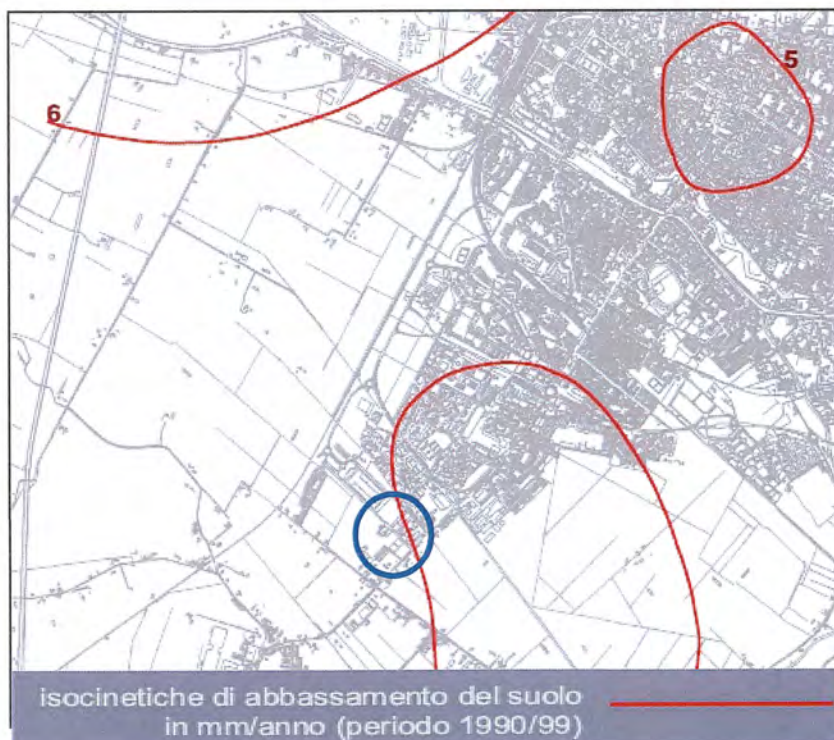 5
6
isocinetiche di abbassamento del suolo
in mm/anno (periodo 1990/99)